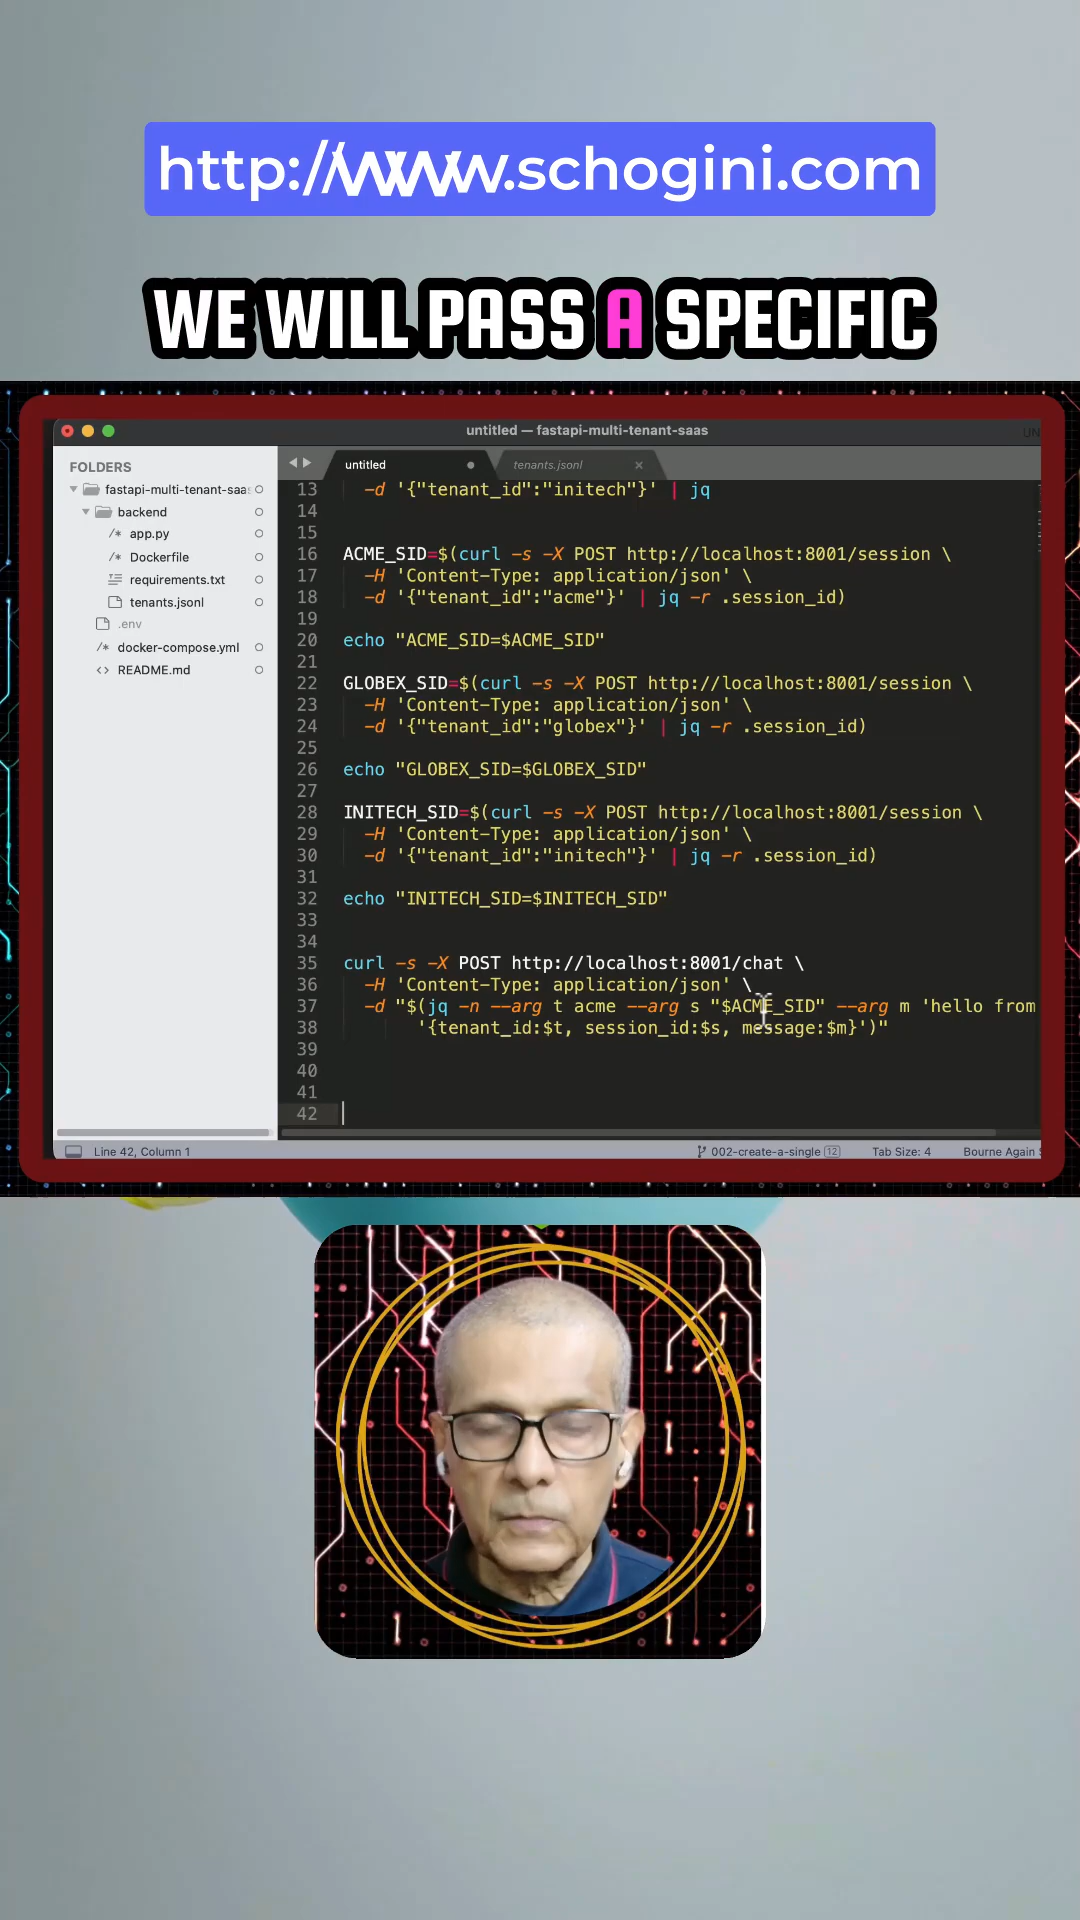 http://www.schogini.com
WE WILL PASS A SPECIFIC
untitled — fastapi-multi-tenant-saas
UN
FOLDERS
fastapi-multi-tenant-saa
backend
app.py
Dockerfile
requirements.txt
tenants.jsonl
.env
docker-compose.yml
README.md
untitled
tenants.jsonl
13 -d '{"tenant_id":"initech"}' | jq
14
15
16 ACME_SID=$(curl -s -X POST http://localhost:8001/session \
17 -H 'Content-Type: application/json' \
18 -d '{"tenant_id":"acme"}' | jq -r .session_id)
19
20 echo "ACME_SID=$ACME_SID"
21
22 GLOBEX_SID=$(curl -s -X POST http://localhost:8001/session \
23 -H 'Content-Type: application/json' \
24 -d '{"tenant_id":"globex"}' | jq -r .session_id)
25
26 echo "GLOBEX_SID=$GLOBEX_SID"
27
28 INITECH_SID=$(curl -s -X POST http://localhost:8001/session \
29 -H 'Content-Type: application/json' \
30 -d '{"tenant_id":"initech"}' | jq -r .session_id)
31
32 echo "INITECH_SID=$INITECH_SID"
33
34
35 curl -s -X POST http://localhost:8001/chat \
36 -H 'Content-Type: application/json' \
37 -d "$(jq -n --arg t acme --arg s "$ACME_SID" --arg m 'hello from
38 '{tenant_id:$t, session_id:$s, message:$m}')"
39
40
41
42
Line 42, Column 1
002-create-a-single 12
Tab Size: 4
Bourne Again